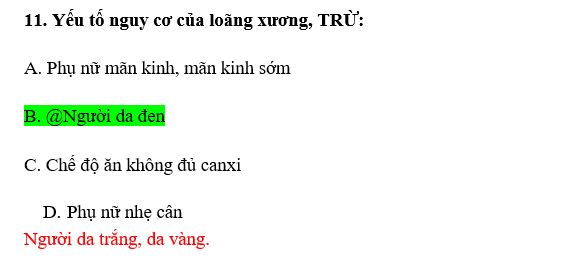 11. Yếu tố nguy cơ của loãng xương, TRỪ:
A. Phụ nữ mãn kinh, mãn kinh sớm
B. @Người da đen
C. Chế độ ăn không đủ canxi
D. Phụ nữ nhẹ cân
Người da trắng, da vàng.